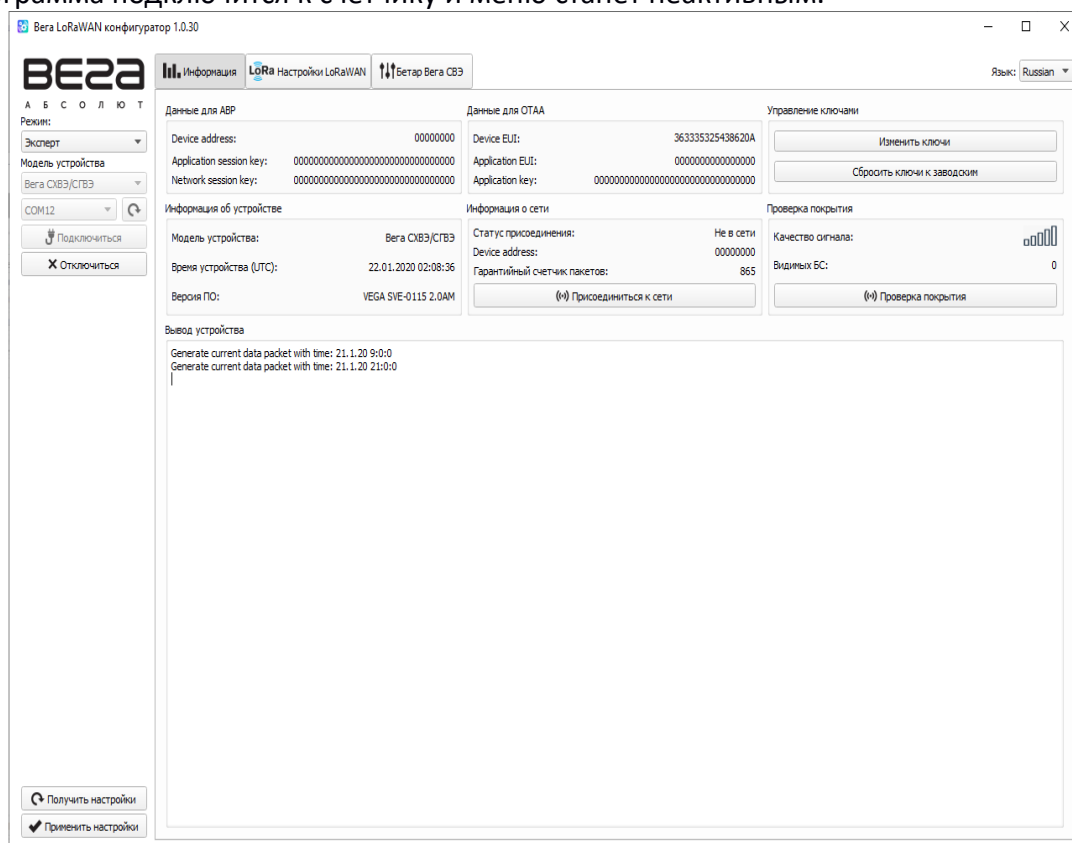 грамма подключится к счетчику и меню станет неактивным.
Вега LoRaWAN конфигуратор 1.0.30
ВЕГА
АБСОЛЮТ
Режим:
Эксперт
Модель устройства
Вега СХВЭ/СГВЭ
COM12
Подключиться
Отключиться
Получить настройки
Применить настройки
Информация
LoRa Настройки LoRaWAN
Бетар Вега СВЭ
Язык: Russian
Данные для ABP
Device address: 00000000
Application session key: 00000000000000000000000000000000
Network session key: 00000000000000000000000000000000
Данные для OTAA
Device EUI: 363335325438620A
Application EUI: 0000000000000000
Application key: 00000000000000000000000000000000
Управление ключами
Изменить ключи
Сбросить ключи к заводским
Информация об устройстве
Модель устройства: Вега СХВЭ/СГВЭ
Время устройства (UTC): 22.01.2020 02:08:36
Версия ПО: VEGA SVE-0115 2.0AM
Информация о сети
Статус присоединения: Не в сети
Device address: 00000000
Гарантийный счетчик пакетов: 865
Присоединиться к сети
Проверка покрытия
Качество сигнала:
Видимых БС: 0
Проверка покрытия
Вывод устройства
Generate current data packet with time: 21.1.20 9:0:0
Generate current data packet with time: 21.1.20 21:0:0